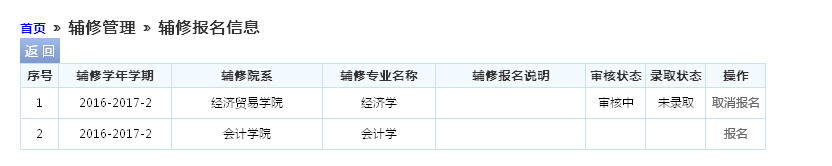 首页 » 辅修管理 » 辅修报名信息
返 回
序号 辅修学年学期 辅修院系 辅修专业名称 辅修报名说明 审核状态 录取状态 操作
1 2016-2017-2 经济贸易学院 经济学 审核中 未录取 取消报名
2 2016-2017-2 会计学院 会计学 报名